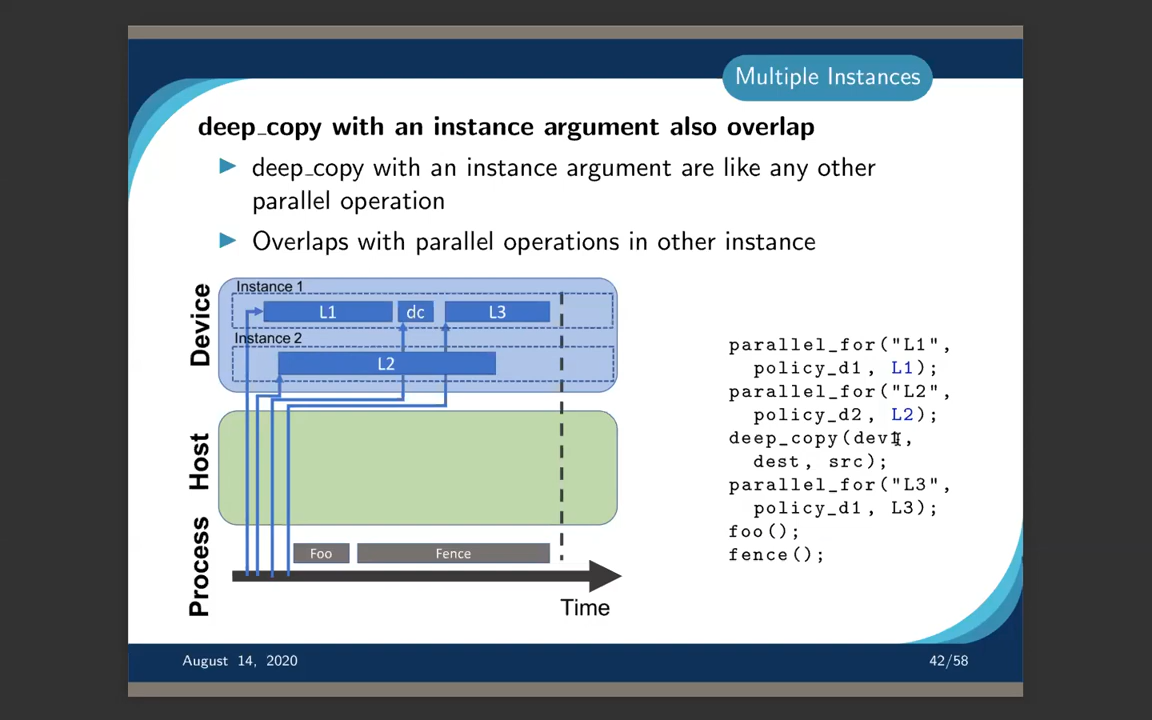 Multiple Instances
deep_copy with an instance argument also overlap
deep_copy with an instance argument are like any other
parallel operation
Overlaps with parallel operations in other instance
Device
Instance 1
L1
dc
L3
Instance 2
L2
Host
Process
Foo
Fence
Time
parallel_for("L1",
policy_d1, L1);
parallel_for("L2",
policy_d2, L2);
deep_copy(dev1,
dest, src);
parallel_for("L3",
policy_d1, L3);
foo();
fence();
August 14, 2020
42/58